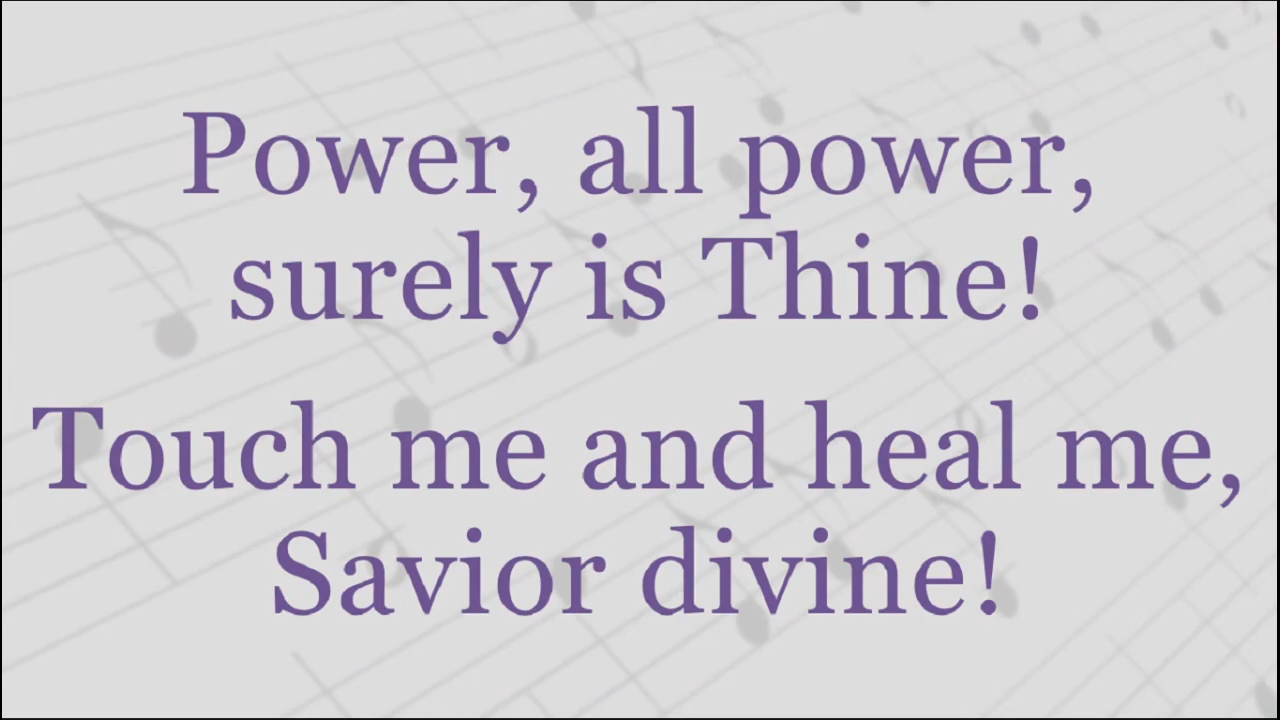 Power, all power,
surely is Thine!
Touch me and heal me,
Savior divine!